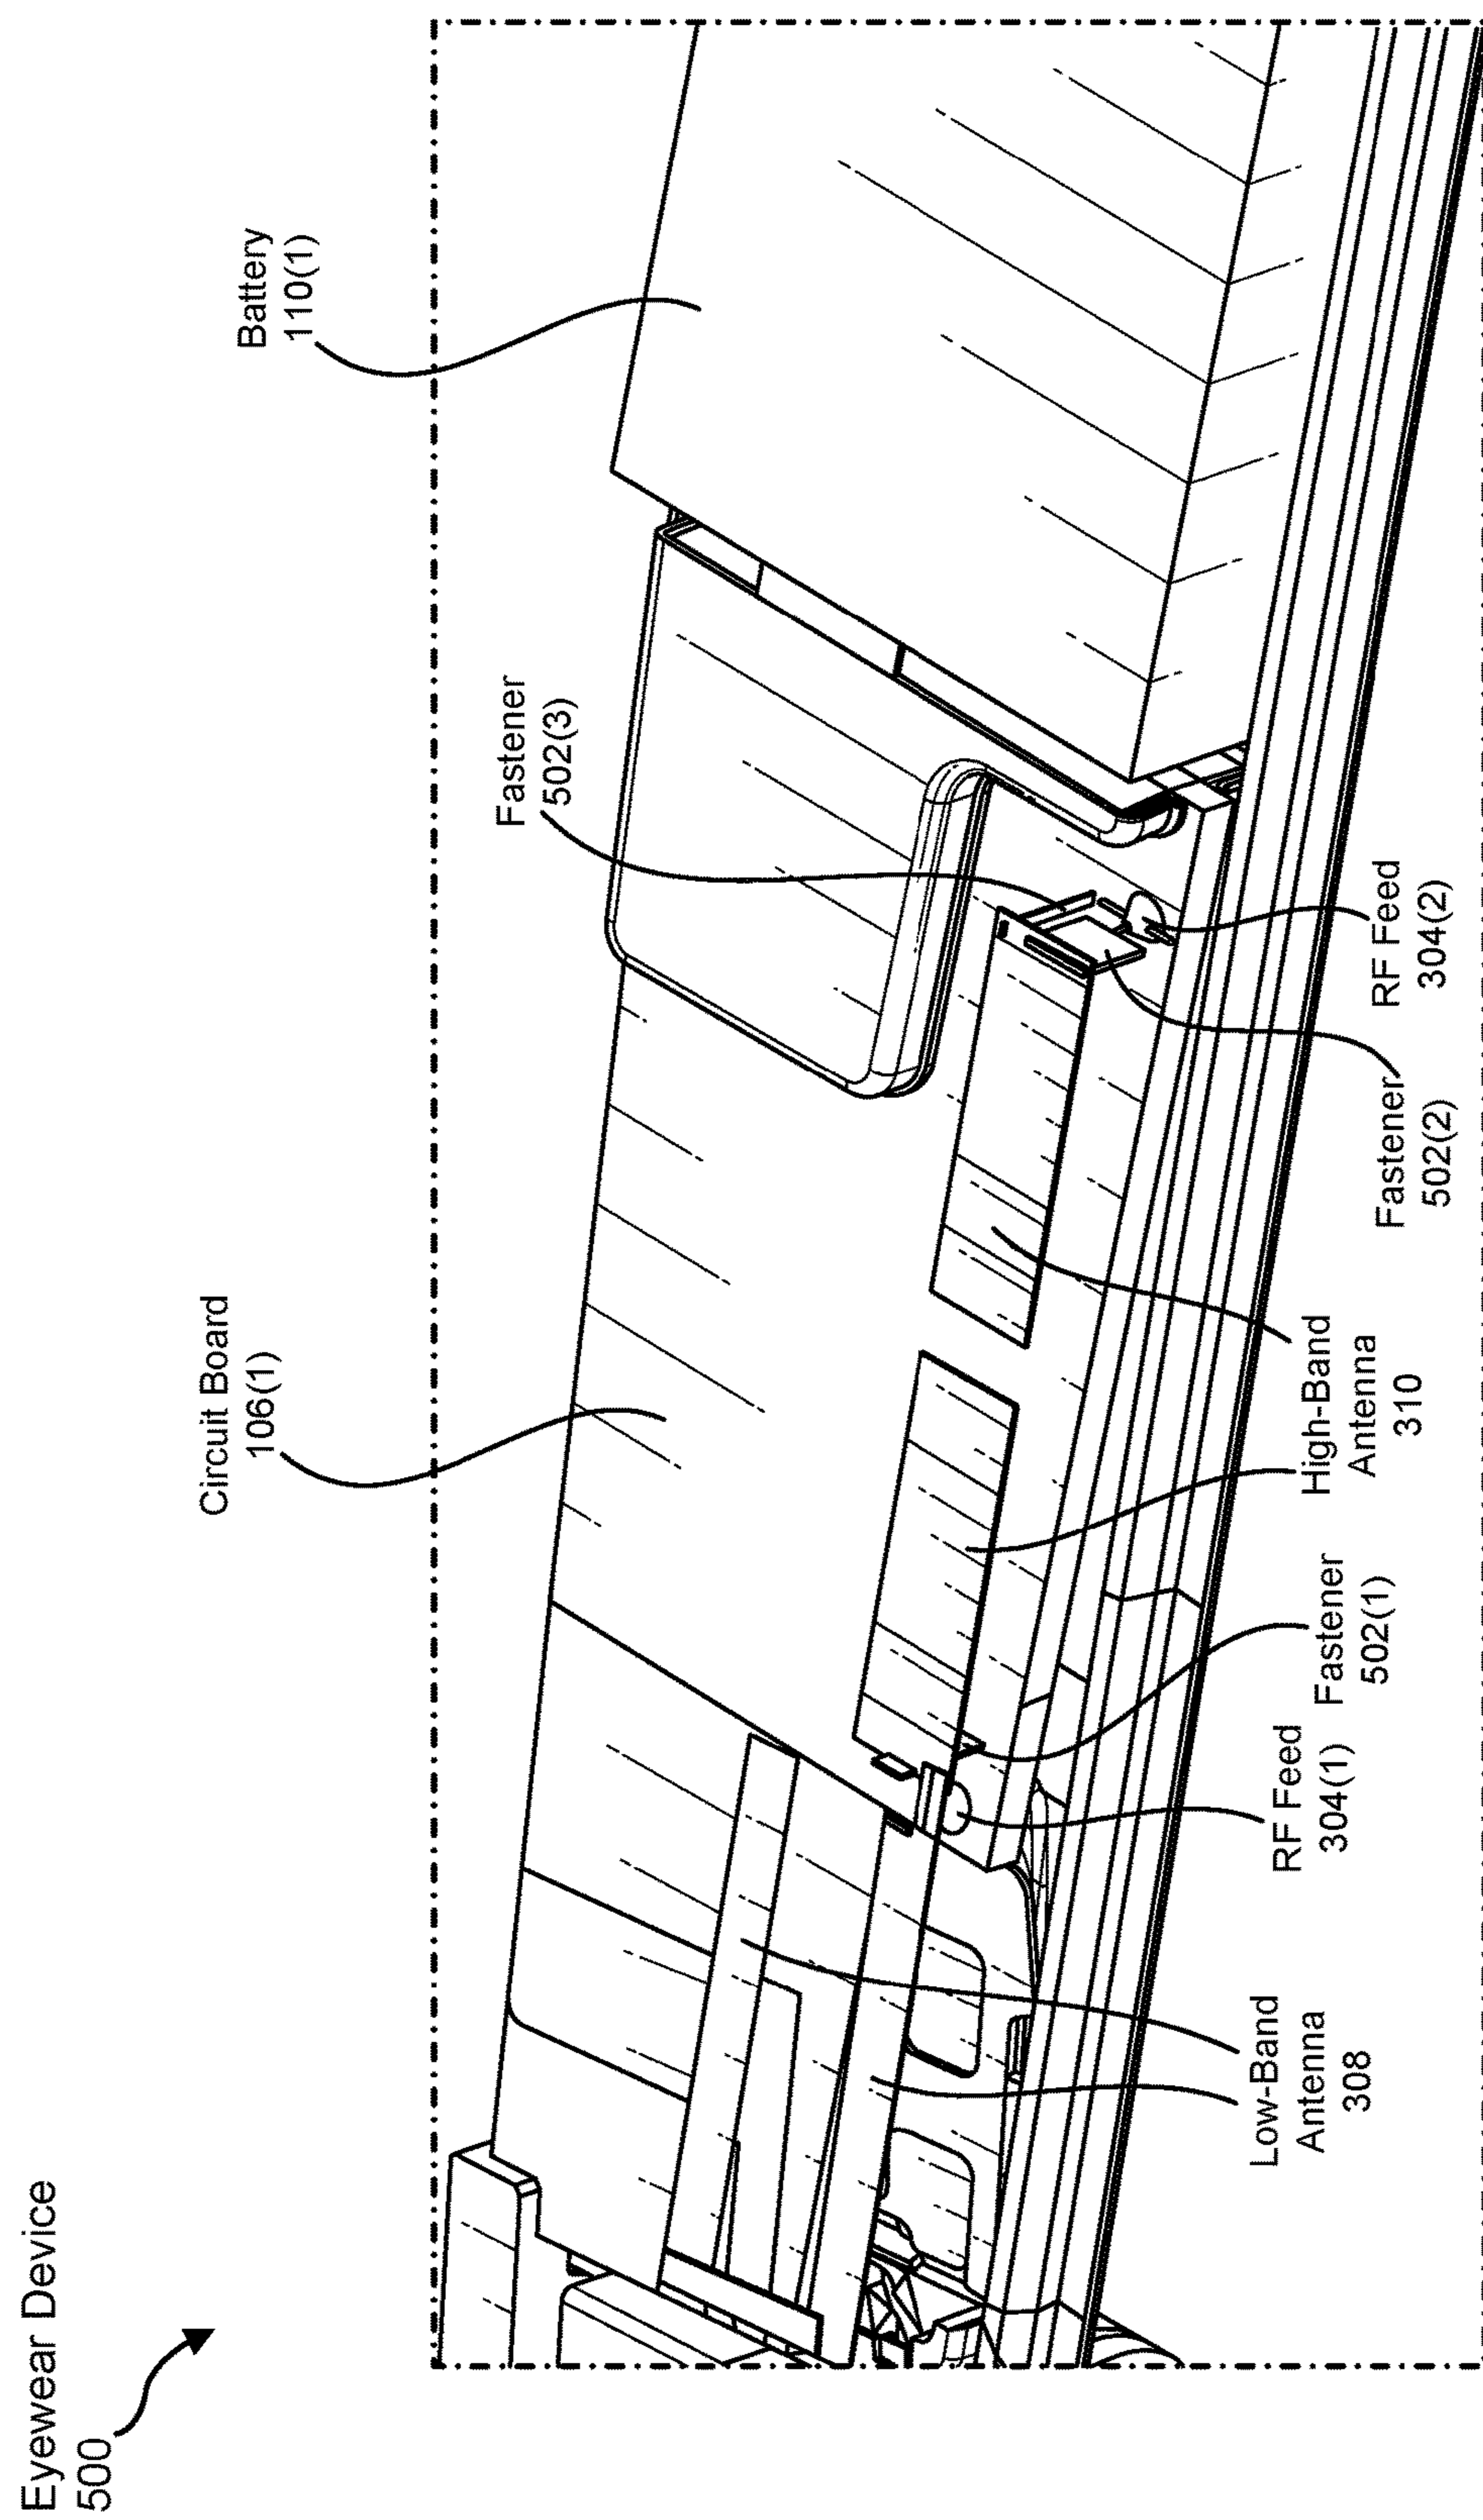 Eyewear Device
500
Circuit Board
106(1)
Battery
110(1)
Fastener
502(3)
Low-Band
Antenna
308
RF Feed
304(1)
Fastener
502(1)
High-Band
Antenna
310
Fastener
502(2)
RF Feed
304(2)